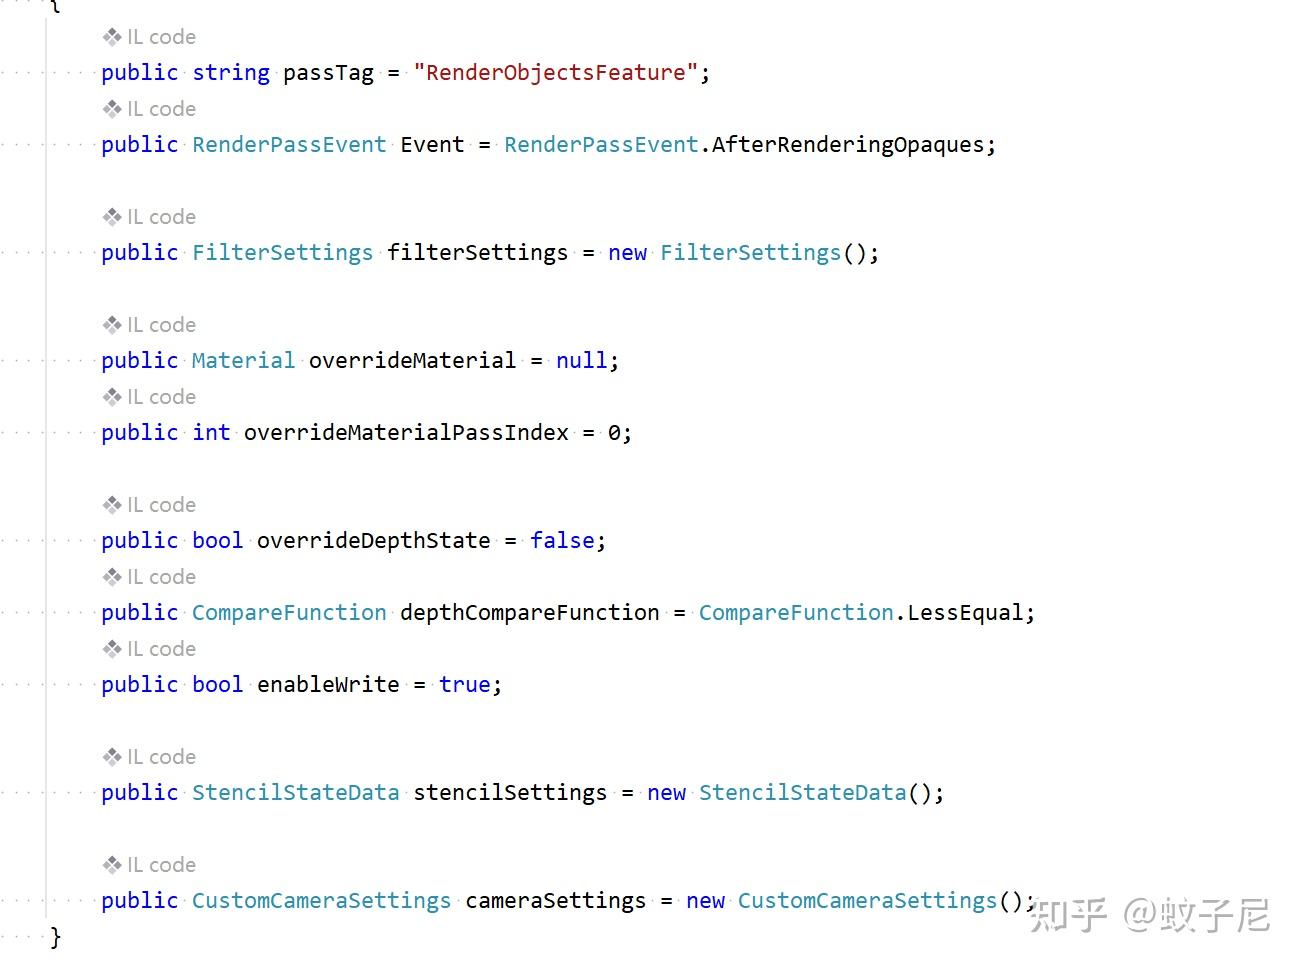 {
IL code
public string passTag = "RenderObjectsFeature";
IL code
public RenderPassEvent Event = RenderPassEvent.AfterRenderingOpaques;
IL code
public FilterSettings filterSettings = new FilterSettings();
IL code
public Material overrideMaterial = null;
IL code
public int overrideMaterialPassIndex = 0;
IL code
public bool overrideDepthState = false;
IL code
public CompareFunction depthCompareFunction = CompareFunction.LessEqual;
IL code
public bool enableWrite = true;
IL code
public StencilStateData stencilSettings = new StencilStateData();
IL code
public CustomCameraSettings cameraSettings = new CustomCameraSettings();
知乎 @蚊子尼
}